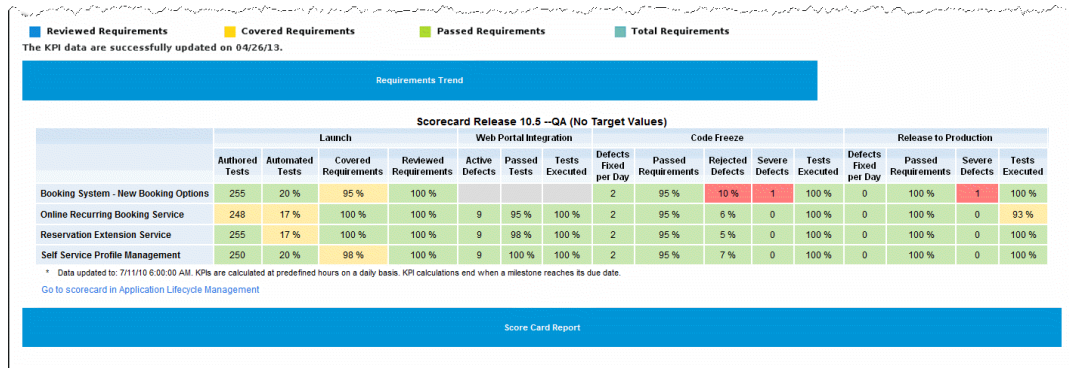 Reviewed Requirements Covered Requirements Passed Requirements Total Requirements
The KPI data are successfully updated on 04/26/13.
Requirements Trend
Scorecard Release 10.5 --QA (No Target Values)
Launch Web Portal Integration Code Freeze Release to Production
Authored Tests Automated Tests Covered Requirements Reviewed Requirements Active Defects Passed Tests Tests Executed Defects Fixed per Day Passed Requirements Rejected Defects Severe Defects Tests Executed Defects Fixed per Day Passed Requirements Severe Defects Tests Executed
Booking System - New Booking Options 255 20 % 95 % 100 % 2 95 % 10 % 1 100 % 0 100 % 1 100 %
Online Recurring Booking Service 248 17 % 100 % 100 % 9 95 % 100 % 2 95 % 6 % 0 100 % 0 100 % 0 93 %
Reservation Extension Service 255 17 % 100 % 100 % 9 98 % 100 % 2 95 % 5 % 0 100 % 0 100 % 0 100 %
Self Service Profile Management 250 20 % 98 % 100 % 9 100 % 100 % 2 95 % 7 % 0 100 % 0 100 % 0 100 %
* Data updated to: 7/11/10 6:00:00 AM. KPIs are calculated at predefined hours on a daily basis. KPI calculations end when a milestone reaches its due date.
Go to scorecard in Application Lifecycle Management
Score Card Report